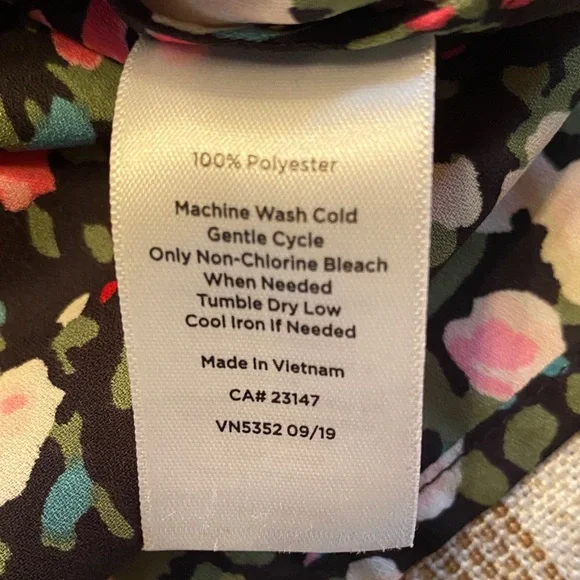 100% Polyester
Machine Wash Cold
Gentle Cycle
Only Non-Chlorine Bleach
When Needed
Tumble Dry Low
Cool Iron If Needed
Made In Vietnam
CA# 23147
VN5352 09/19